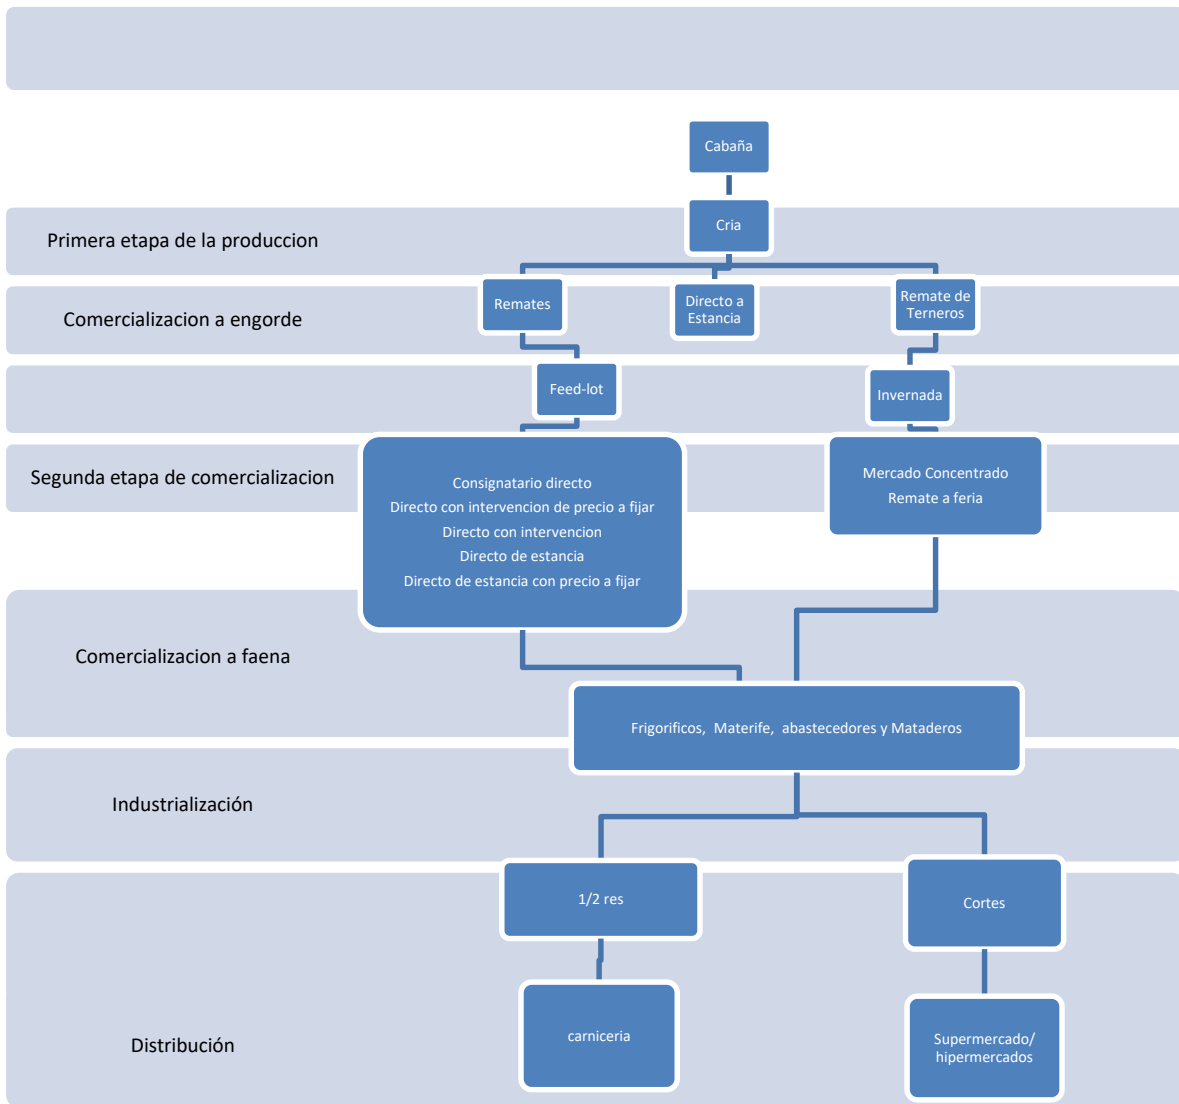 Cabaña
Primera etapa de la produccion
Cria
Comercializacion a engorde
Remates
Directo a
Estancia
Remate de
Terneros
Feed-lot
Invernada
Segunda etapa de comercializacion
Consignatario directo
Directo con intervencion de precio a fijar
Directo con intervencion
Directo de estancia
Directo de estancia con precio a fijar
Mercado Concentrado
Remate a feria
Comercializacion a faena
Frigorificos, Materife, abastecedores y Mataderos
Industrialización
1/2 res
Cortes
Distribución
carniceria
Supermercado/
hipermercados